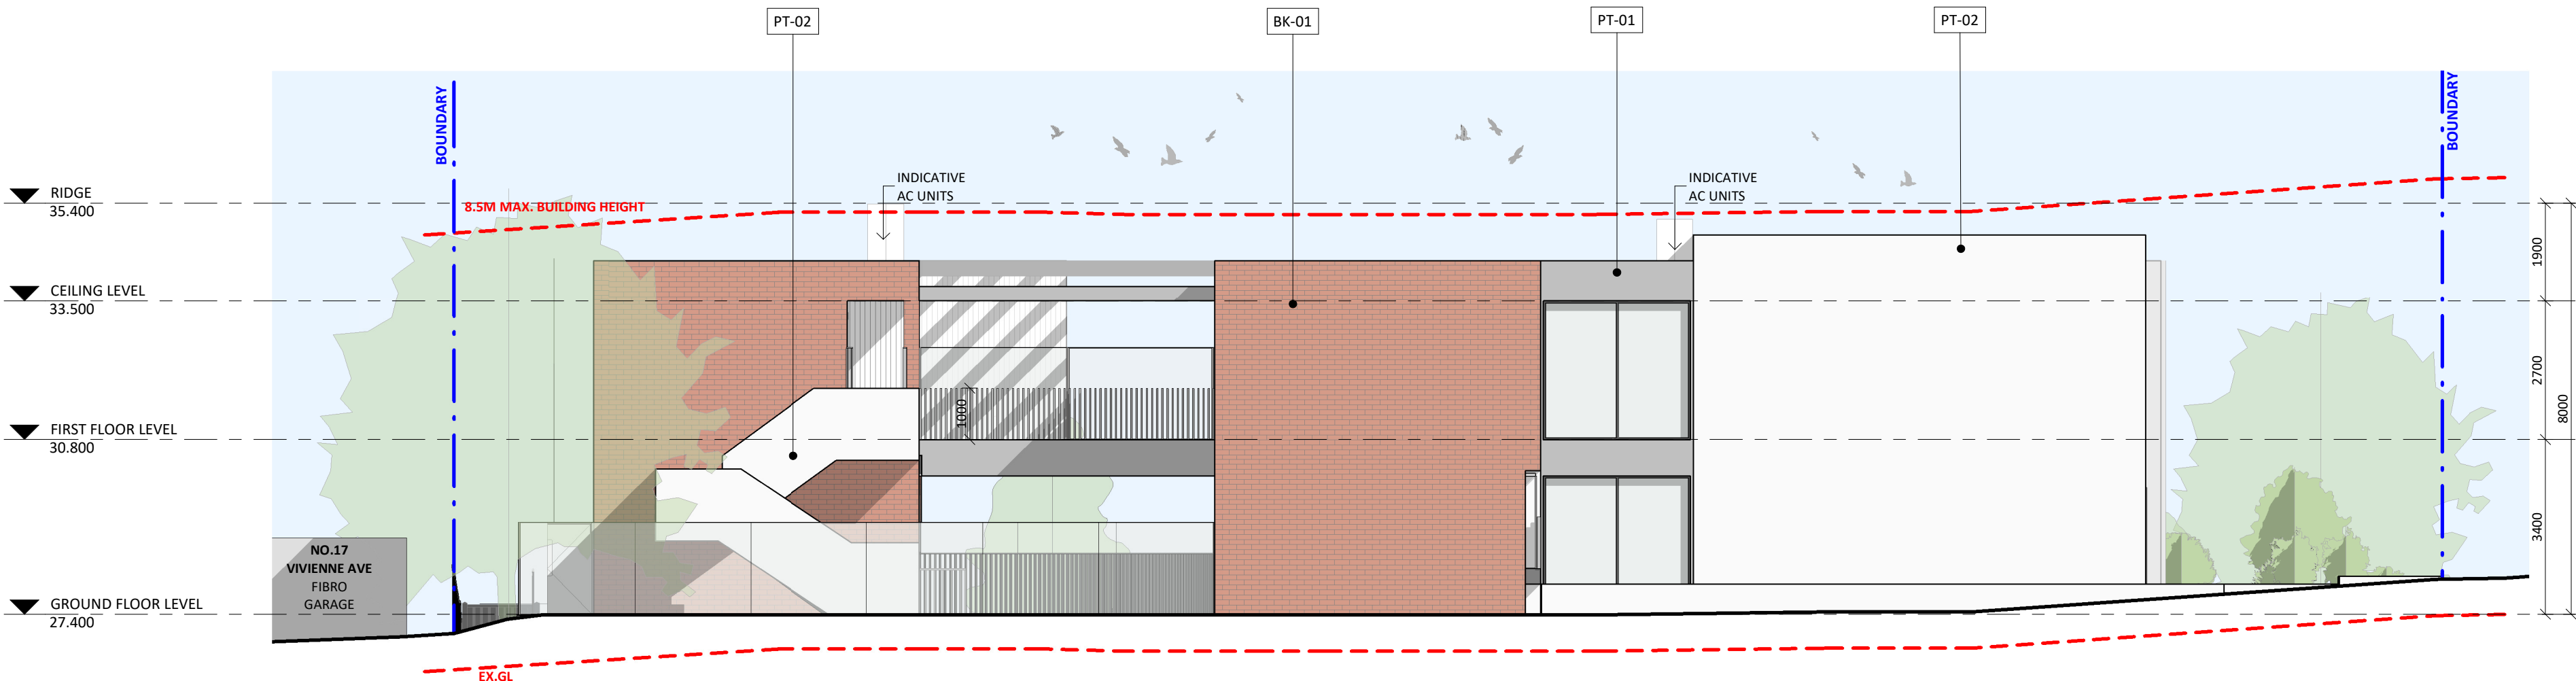 PT-02
BK-01
PT-01
PT-02
BOUNDARY
BOUNDARY
INDICATIVE
AC UNITS
INDICATIVE
AC UNITS
RIDGE
35.400
8.5M MAX. BUILDING HEIGHT
1900
CEILING LEVEL
33.500
2700
8000
1000
FIRST FLOOR LEVEL
30.800
3400
NO.17
VIVIENNE AVE
FIBRO
GARAGE
GROUND FLOOR LEVEL
27.400
EX.GL